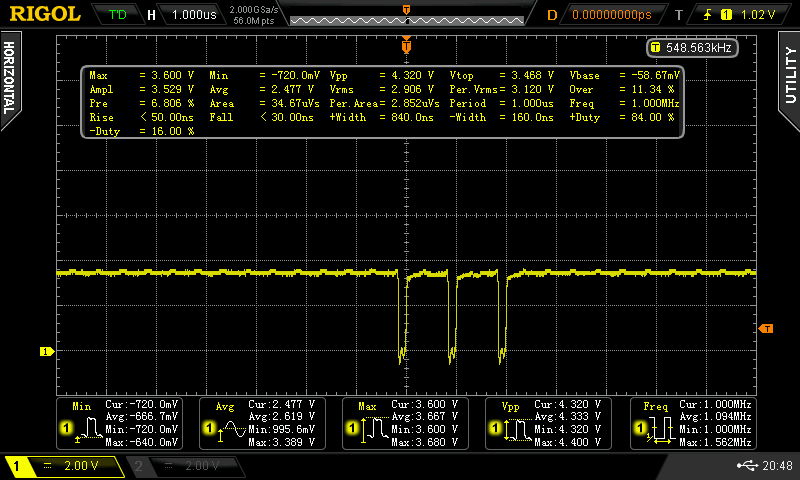 RIGOL T'D H 1.000us 2.000GSa/s 56.0M pts D 0.00000000ps T 1 1.02 V
HORIZONTAL
UTILITY
T
T 548.563kHz
Max = 3.600 V Min = -720.0mV Vpp = 4.320 V Vtop = 3.468 V Vbase = -58.67mV
Ampl = 3.529 V Avg = 2.477 V Vrms = 2.906 V Per.Vrms= 3.120 V Over = 11.34 %
Pre = 6.806 % Area = 34.67uVs Per.Area= 2.852uVs Period = 1.000us Freq = 1.000MHz
Rise < 50.00ns Fall < 30.00ns +Width = 840.0ns -Width = 160.0ns +Duty = 84.00 %
-Duty = 16.00 %
T
1
Min Cur:-720.0mV Avg:-666.7mV Min:-720.0mV Max:-640.0mV
1
Avg Cur:2.477 V Avg:2.619 V Min:995.6mV Max:3.389 V
1
Max Cur:3.600 V Avg:3.667 V Min:3.600 V Max:3.680 V
1
Vpp Cur:4.320 V Avg:4.333 V Min:4.320 V Max:4.400 V
1
Freq Cur:1.000MHz Avg:1.094MHz Min:1.000MHz Max:1.562MHz
1
1 2.00 V 2 2.00 V 20:48